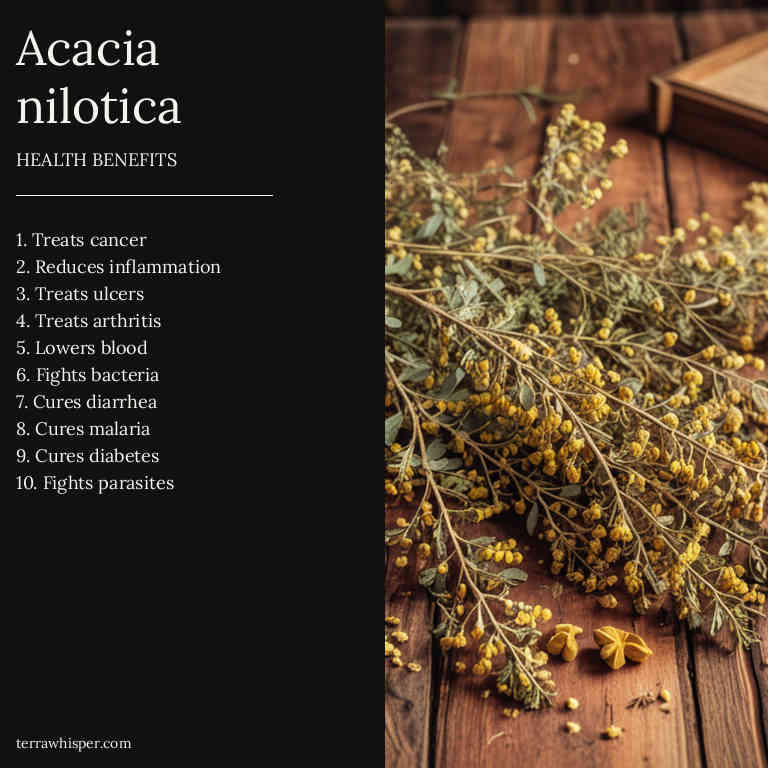 Acacia
nilotica
HEALTH BENEFITS
1. Treats cancer
2. Reduces inflammation
3. Treats ulcers
4. Treats arthritis
5. Lowers blood
6. Fights bacteria
7. Cures diarrhea
8. Cures malaria
9. Cures diabetes
10. Fights parasites
terrawhisper.com